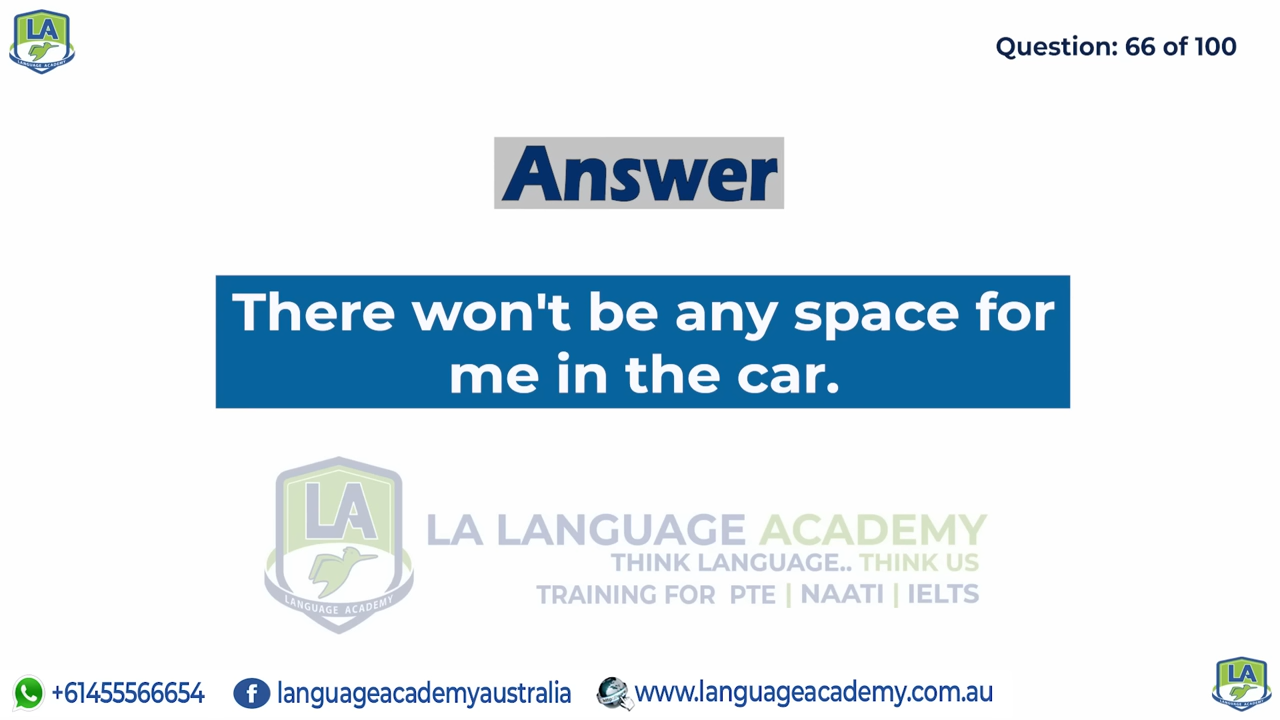 LA
LANGUAGE ACADEMY
Question: 66 of 100
Answer
There won't be any space for
me in the car.
LA
LANGUAGE ACADEMY
LA LANGUAGE ACADEMY
THINK LANGUAGE.. THINK US
TRAINING FOR PTE | NAATI | IELTS
+61455566654
languageacademyaustralia
www.languageacademy.com.au
LA
LANGUAGE ACADEMY